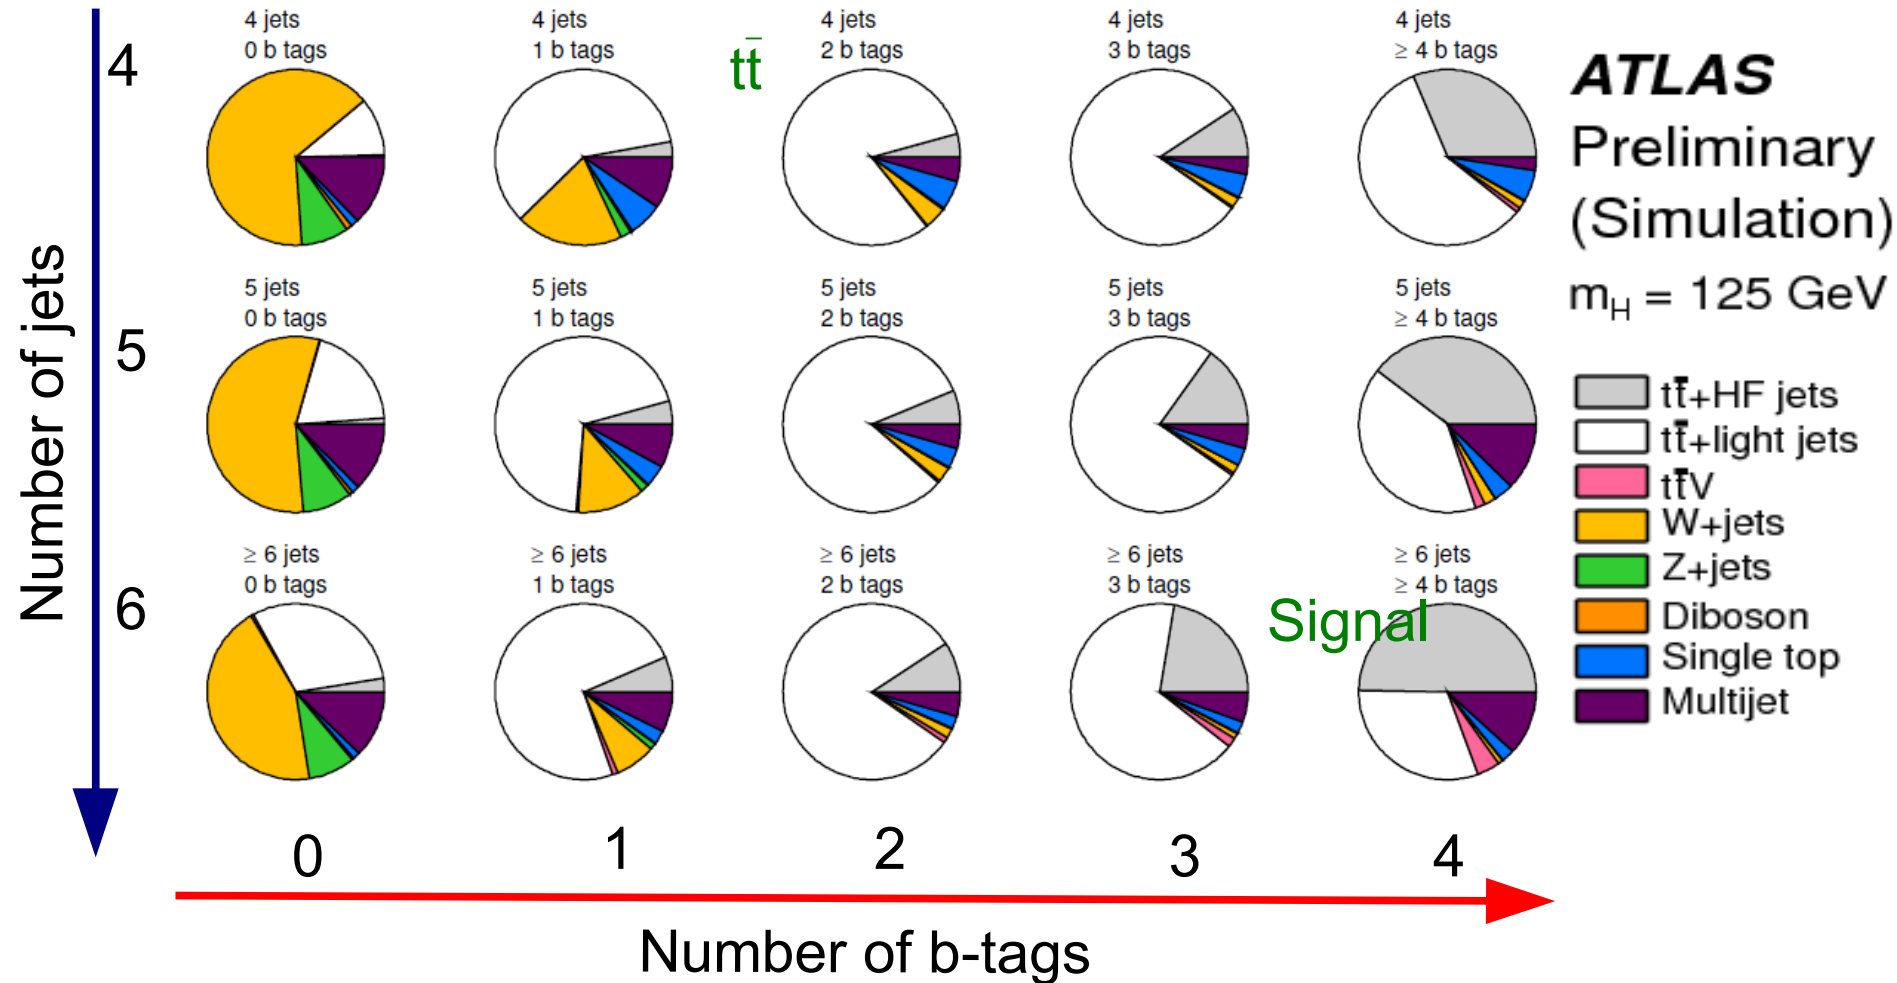 4 jets
0 b tags
4 jets
1 b tags
4 jets
2 b tags
4 jets
3 b tags
4 jets
≥ 4 b tags
4
tt̄
ATLAS
Preliminary
(Simulation)
m_H = 125 GeV
5 jets
0 b tags
5 jets
1 b tags
5 jets
2 b tags
5 jets
3 b tags
5 jets
≥ 4 b tags
5
Number of jets
tt̄+HF jets
tt̄+light jets
tt̄V
W+jets
Z+jets
Diboson
Single top
Multijet
≥ 6 jets
0 b tags
≥ 6 jets
1 b tags
≥ 6 jets
2 b tags
≥ 6 jets
3 b tags
≥ 6 jets
≥ 4 b tags
6
Signal
0
1
2
3
4
Number of b-tags